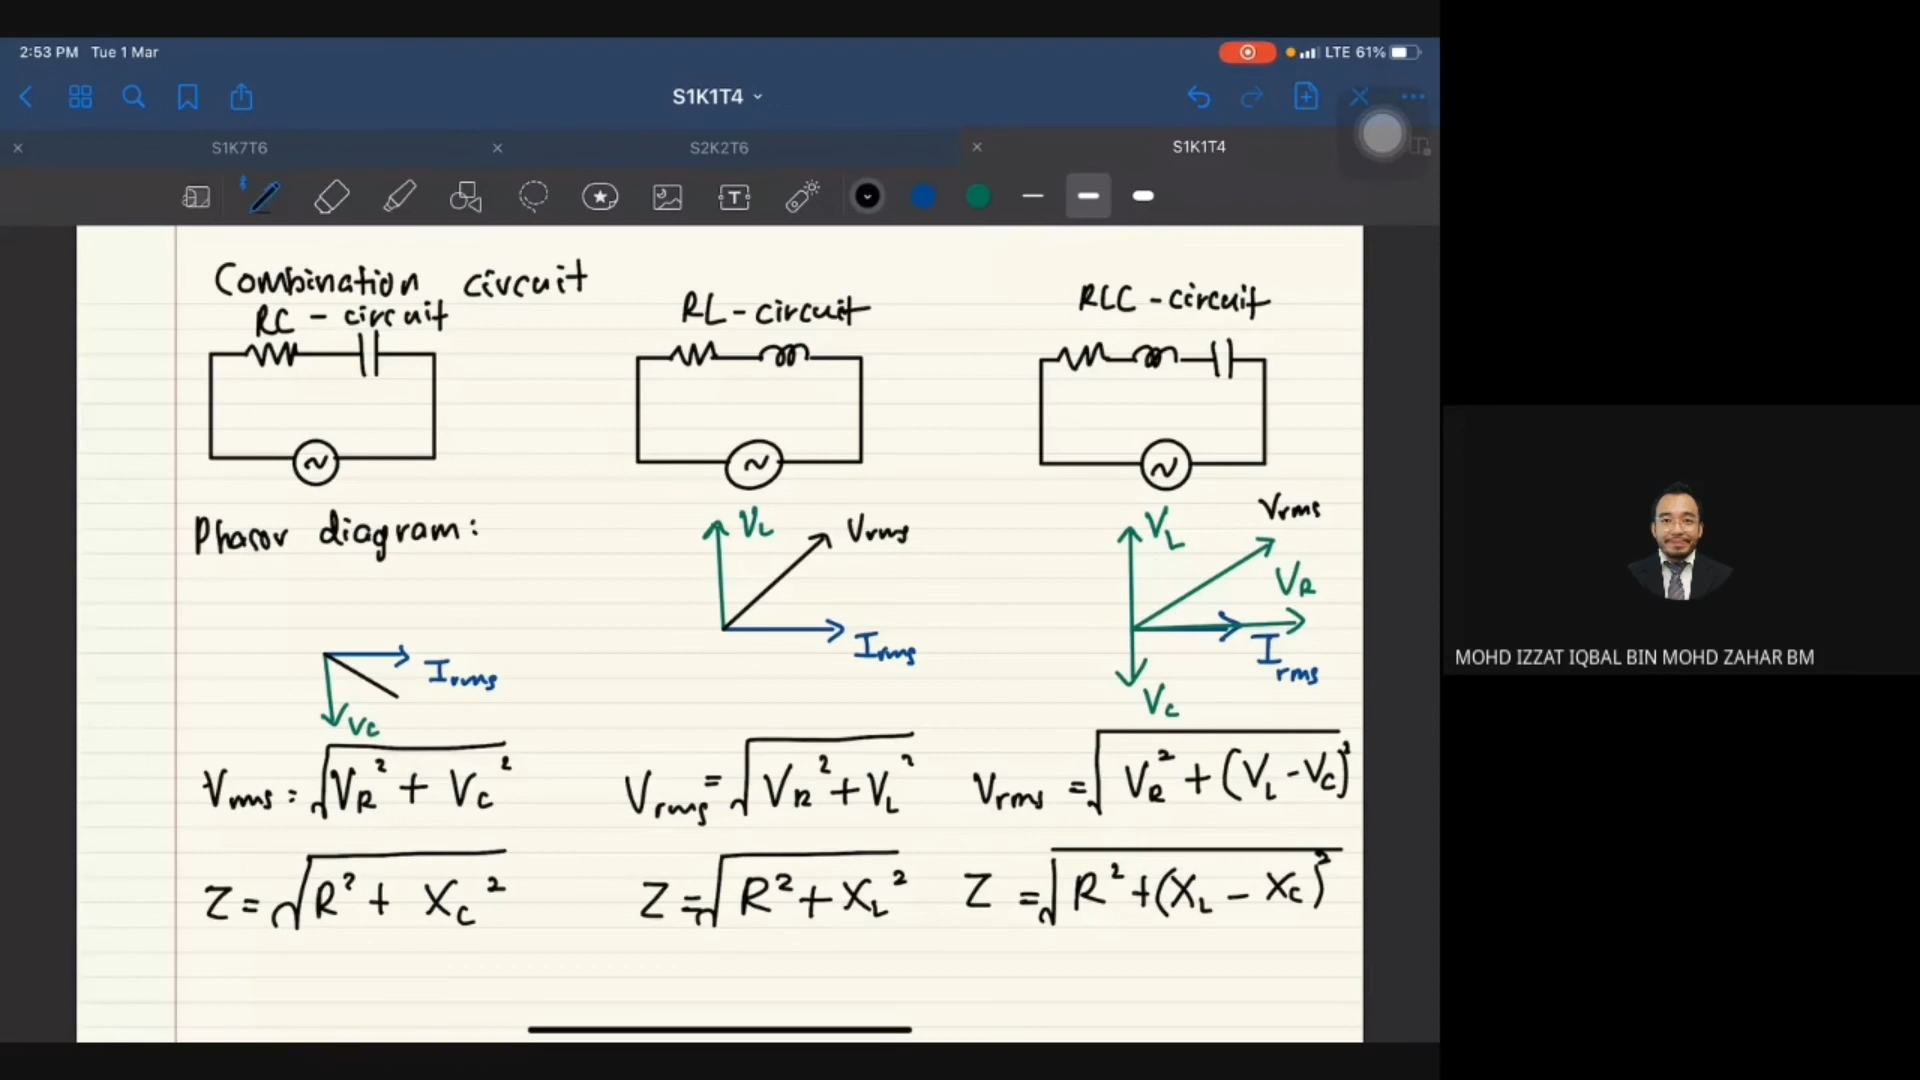 2:53 PM Tue 1 Mar
LTE 61%
S1K1T4
S1K7T6
S2K2T6
S1K1T4
T
Combination circuit
RC - circuit
RL - circuit
RLC - circuit
Phasor diagram:
VL
Vrms
Irms
VL
Vrms
VR
Irms
Vc
Irms
Vc
Vrms = √VR² + Vc²
Vrms = √VR² + VL²
Vrms = √VR² + (VL - Vc)²
Z = √R² + Xc²
Z = √R² + XL²
Z = √R² + (XL - Xc)²
MOHD IZZAT IQBAL BIN MOHD ZAHAR BM